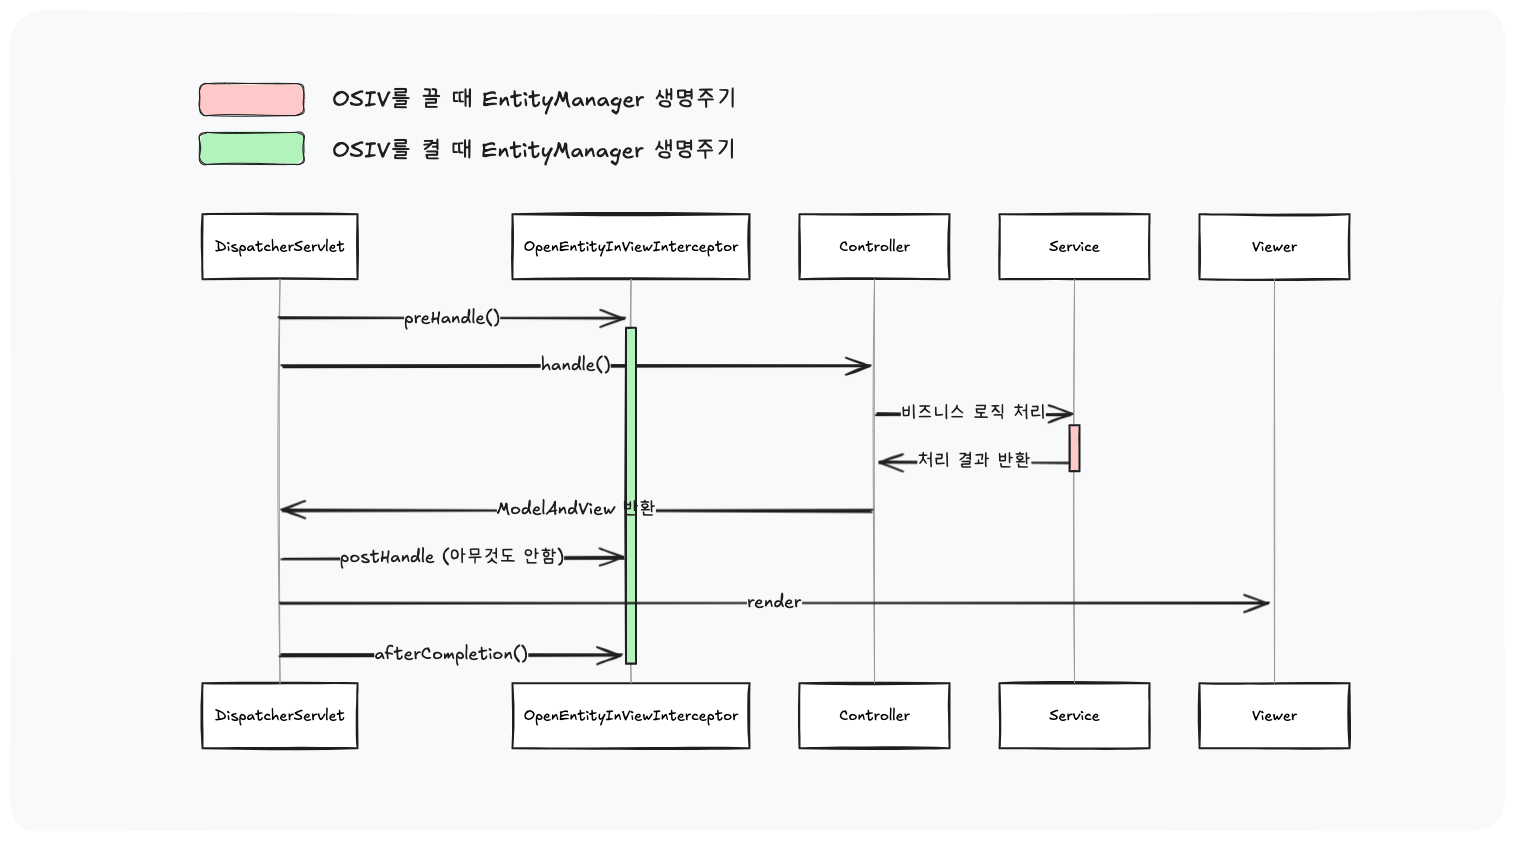 OSIV를 끌 때 EntityManager 생명주기
OSIV를 켤 때 EntityManager 생명주기
DispatcherServlet
OpenEntityInViewInterceptor
Controller
Service
Viewer
preHandle()
handle()
비즈니스 로직 처리
처리 결과 반환
ModelAndView 반환
postHandle (아무것도 안함)
render
afterCompletion()
DispatcherServlet
OpenEntityInViewInterceptor
Controller
Service
Viewer